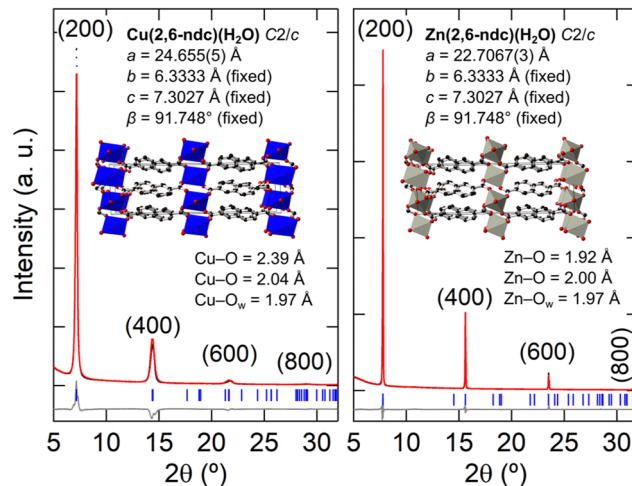 (200)
Cu(2,6-ndc)(H₂O) C2/c
a = 24.655(5) Å
b = 6.3333 Å (fixed)
c = 7.3027 Å (fixed)
β = 91.748° (fixed)
Cu–O = 2.39 Å
Cu–O = 2.04 Å
Cu–O_w = 1.97 Å
(400)
(600)
(800)
Intensity (a. u.)
5 10 15 20 25 30
2θ (º)
(200)
Zn(2,6-ndc)(H₂O) C2/c
a = 22.7067(3) Å
b = 6.3333 Å (fixed)
c = 7.3027 Å (fixed)
β = 91.748° (fixed)
Zn–O = 1.92 Å
Zn–O = 2.00 Å
Zn–O_w = 1.97 Å
(400)
(600)
(800)
5 10 15 20 25 30
2θ (º)